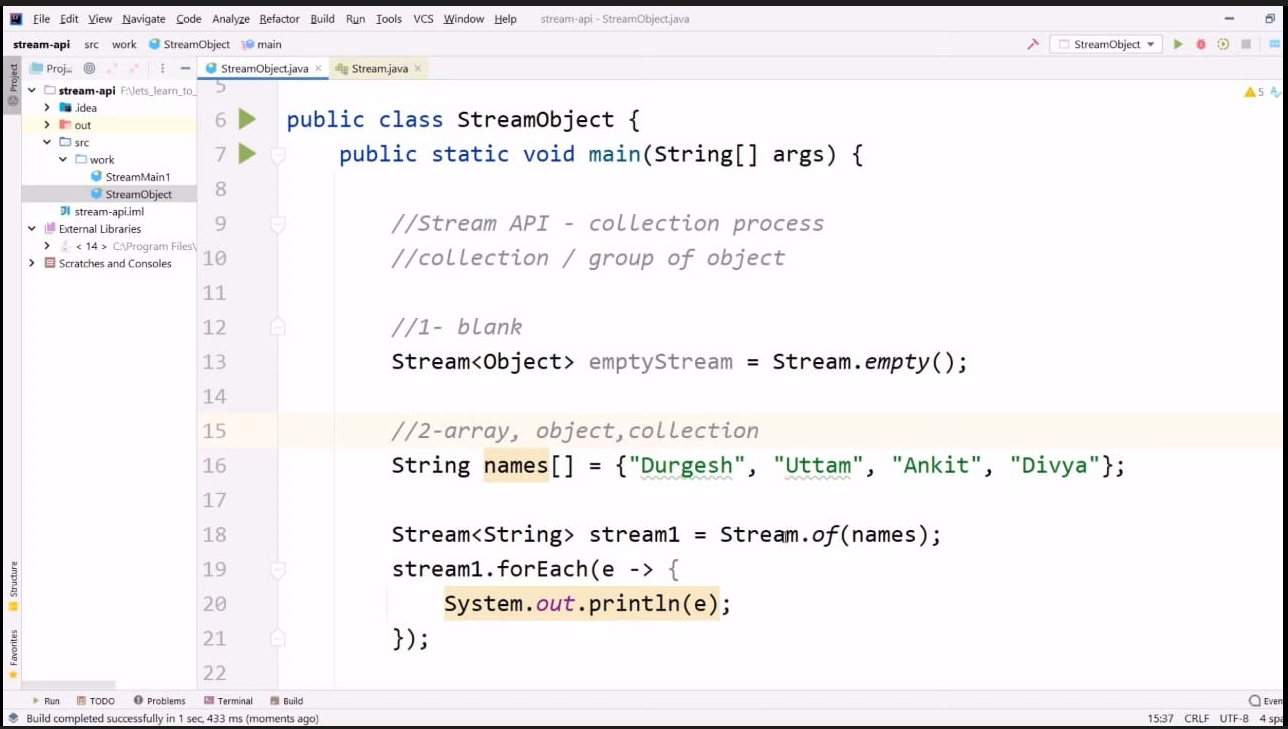 File Edit View Navigate Code Analyze Refactor Build Run Tools VCS Window Help stream-api - StreamObject.java
stream-api src work StreamObject main StreamObject
Project
Proj... StreamObject.java × Stream.java ×
stream-api F:\lets_learn_to_
.idea
out
src
work
StreamMain1
StreamObject
stream-api.iml
External Libraries
< 14 > C:\Program Files\
Scratches and Consoles
Structure
Favorites
5
5
6 public class StreamObject {
7 public static void main(String[] args) {
8
9 //Stream API - collection process
10 //collection / group of object
11
12 //1- blank
13 Stream<Object> emptyStream = Stream.empty();
14
15 //2-array, object,collection
16 String names[] = {"Durgesh", "Uttam", "Ankit", "Divya"};
17
18 Stream<String> stream1 = Stream.of(names);
19 stream1.forEach(e -> {
20 System.out.println(e);
21 });
22
Run TODO Problems Terminal Build Even
Build completed successfully in 1 sec, 433 ms (moments ago) 15:37 CRLF UTF-8 4 spa